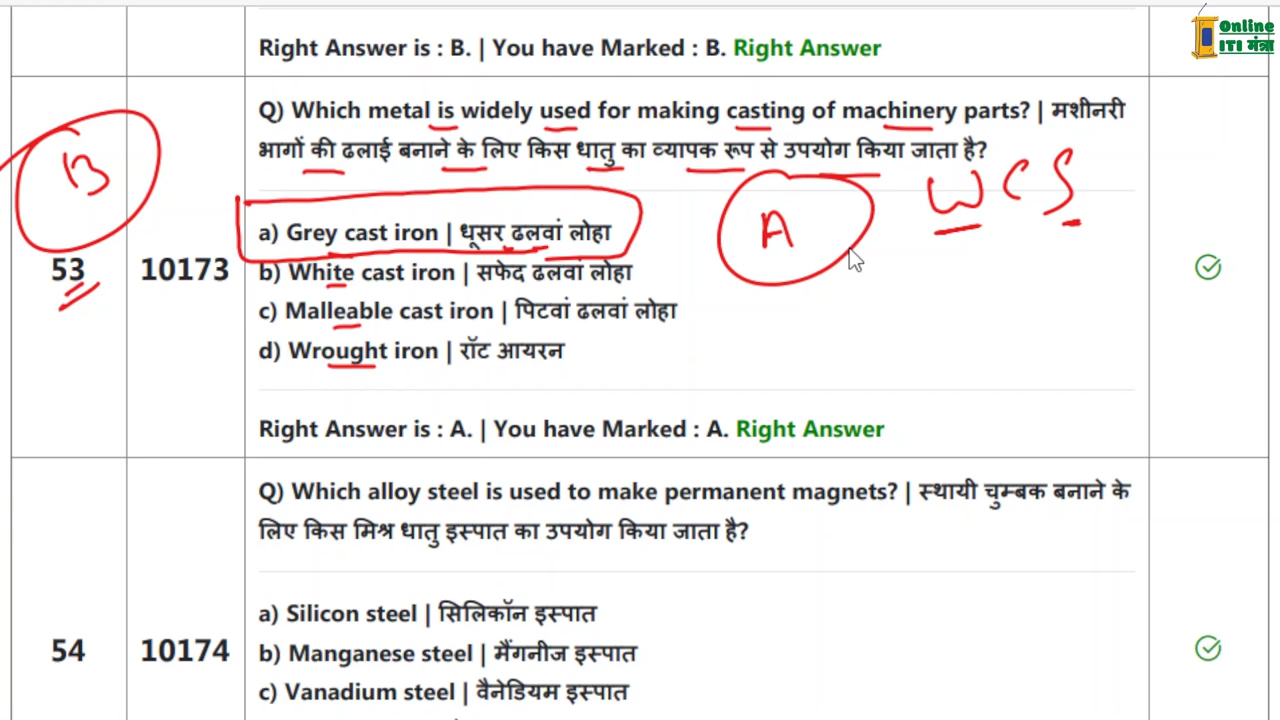 Online
ITI मंत्रा
Right Answer is : B. | You have Marked : B. Right Answer
B
53
10173
Q) Which metal is widely used for making casting of machinery parts? | मशीनरी
भागों की ढलाई बनाने के लिए किस धातु का व्यापक रूप से उपयोग किया जाता है?
W C S
A
a) Grey cast iron | धूसर ढलवां लोहा
b) White cast iron | सफेद ढलवां लोहा
c) Malleable cast iron | पिटवां ढलवां लोहा
d) Wrought iron | रॉट आयरन
Right Answer is : A. | You have Marked : A. Right Answer
54
10174
Q) Which alloy steel is used to make permanent magnets? | स्थायी चुम्बक बनाने के
लिए किस मिश्र धातु इस्पात का उपयोग किया जाता है?
a) Silicon steel | सिलिकॉन इस्पात
b) Manganese steel | मैंगनीज इस्पात
c) Vanadium steel | वैनेडियम इस्पात